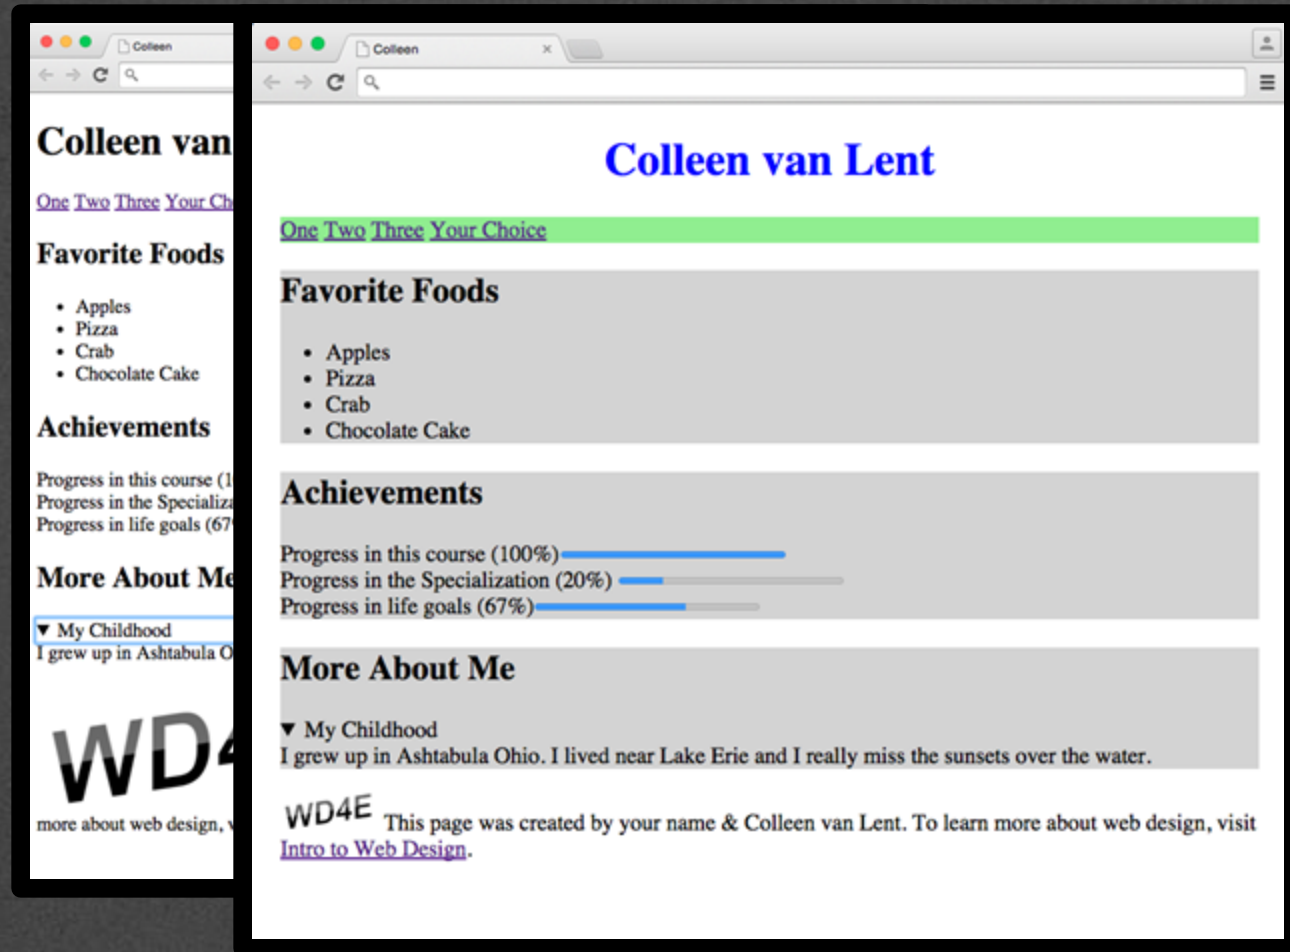 Colleen
Colleen van
One Two Three Your Ch
Favorite Foods
• Apples
• Pizza
• Crab
• Chocolate Cake
Achievements
Progress in this course (1
Progress in the Specializa
Progress in life goals (67
More About Me
▼ My Childhood
I grew up in Ashtabula O
WD4
more about web design, v
Colleen
Colleen van Lent
One Two Three Your Choice
Favorite Foods
• Apples
• Pizza
• Crab
• Chocolate Cake
Achievements
Progress in this course (100%)
Progress in the Specialization (20%)
Progress in life goals (67%)
More About Me
▼ My Childhood
I grew up in Ashtabula Ohio. I lived near Lake Erie and I really miss the sunsets over the water.
WD4E This page was created by your name & Colleen van Lent. To learn more about web design, visit
Intro to Web Design.